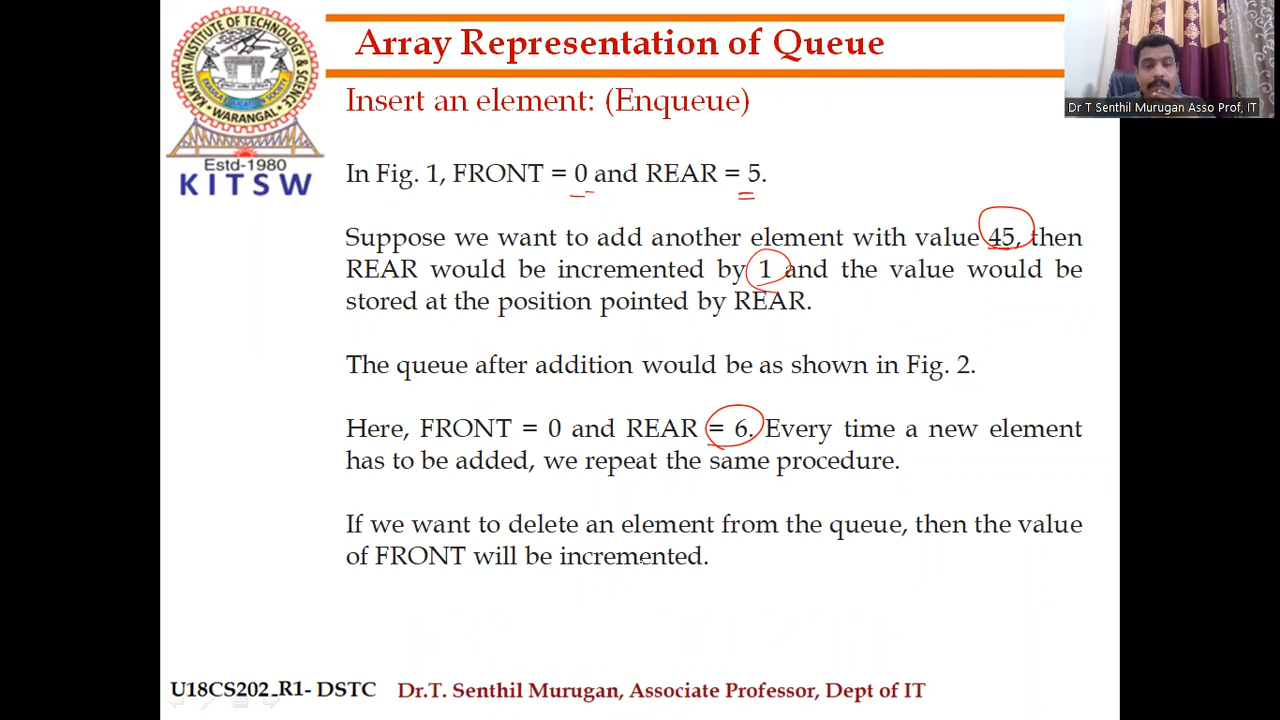 Array Representation of Queue
KAKATIYA INSTITUTE OF TECHNOLOGY & SCIENCE
WARANGAL
Estd-1980
KITSW
Dr T Senthil Murugan Asso Prof, IT
Insert an element: (Enqueue)
In Fig. 1, FRONT = 0 and REAR = 5.
Suppose we want to add another element with value 45, then
REAR would be incremented by 1 and the value would be
stored at the position pointed by REAR.
The queue after addition would be as shown in Fig. 2.
Here, FRONT = 0 and REAR = 6. Every time a new element
has to be added, we repeat the same procedure.
If we want to delete an element from the queue, then the value
of FRONT will be incremented.
U18CS202_R1- DSTC
Dr.T. Senthil Murugan, Associate Professor, Dept of IT